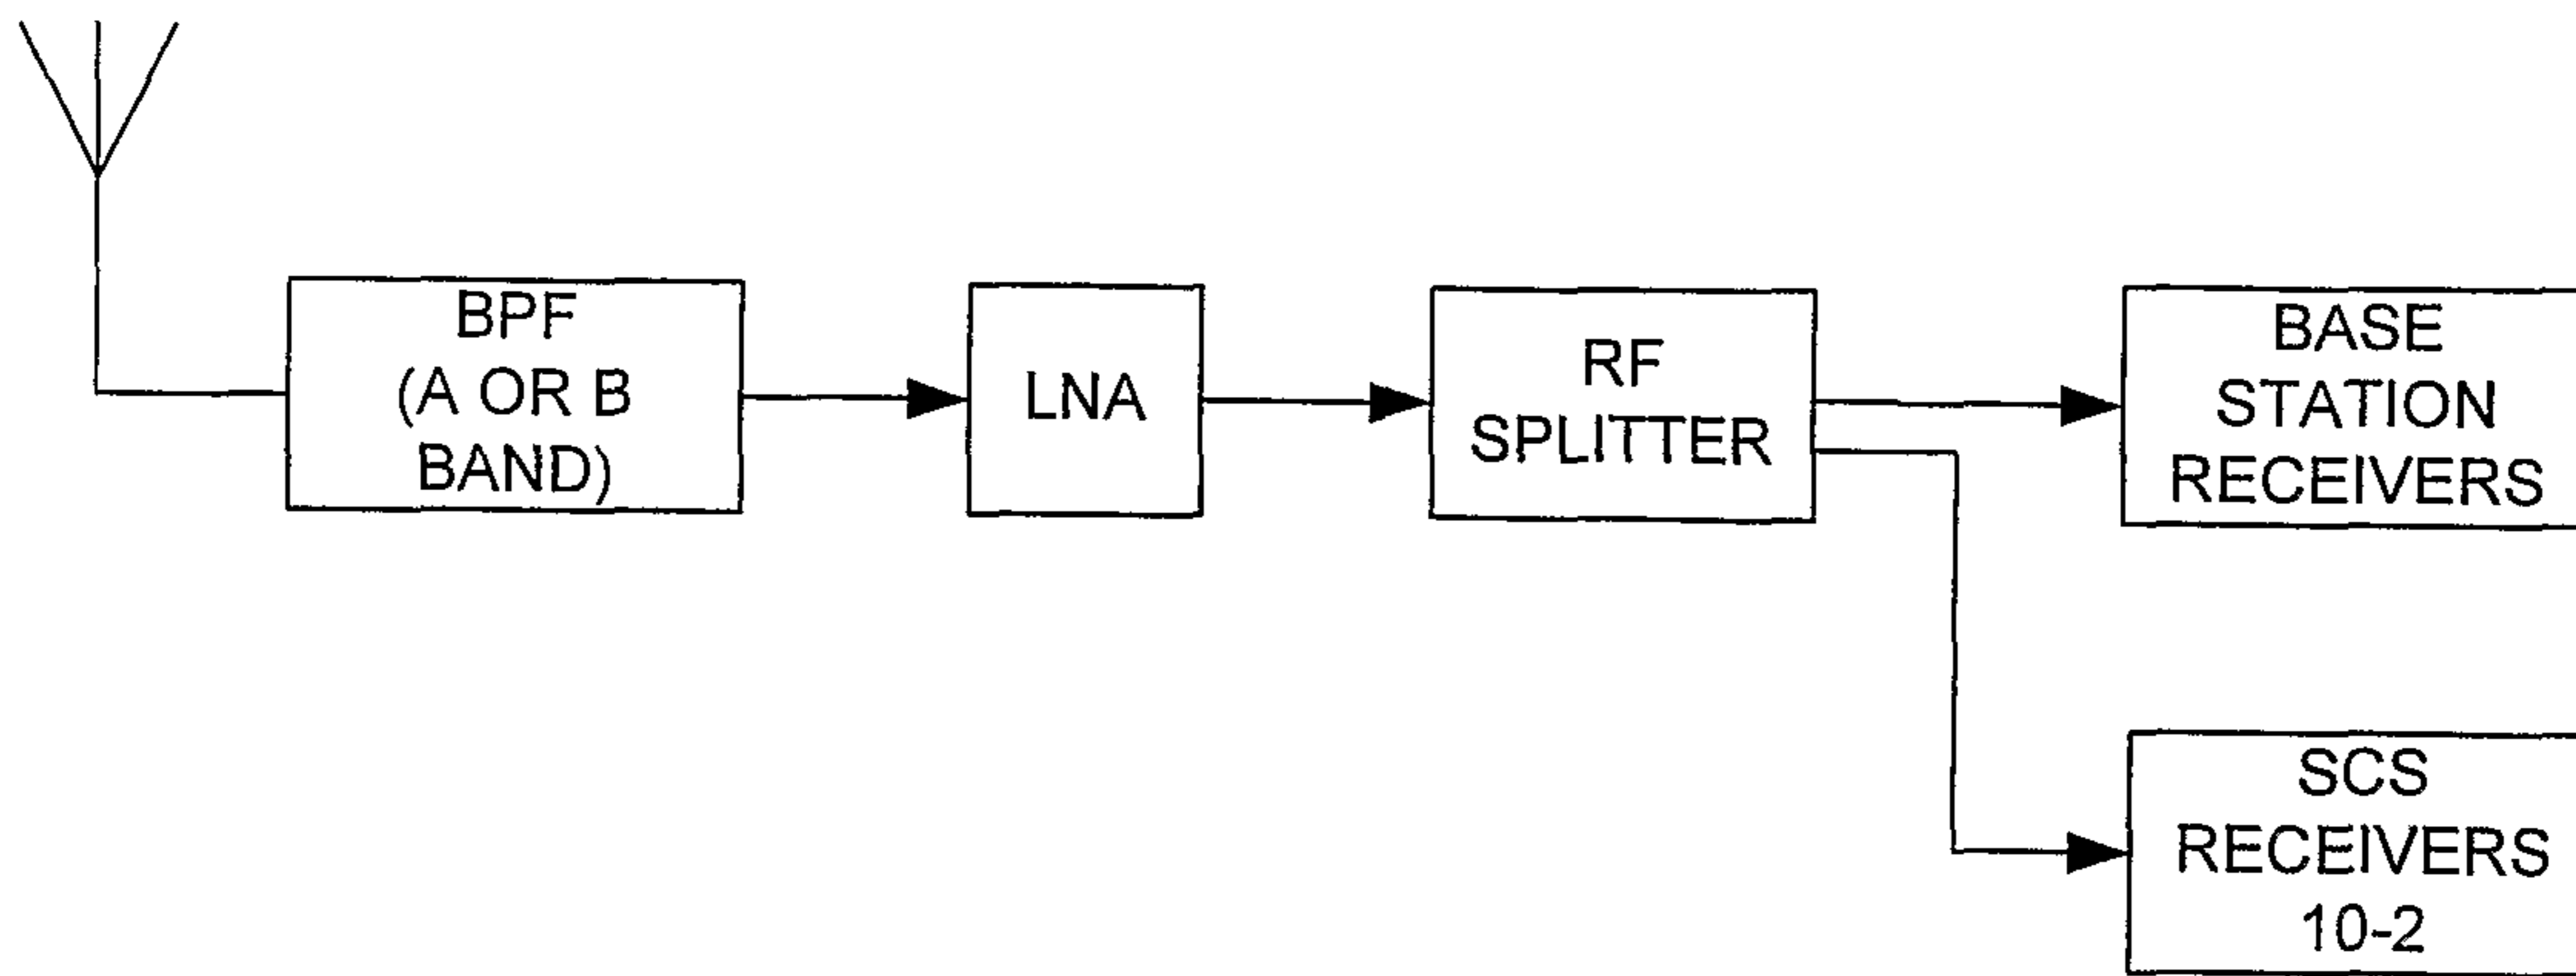 BPF
(A OR B
BAND)
LNA
RF
SPLITTER
BASE
STATION
RECEIVERS
SCS
RECEIVERS
10-2